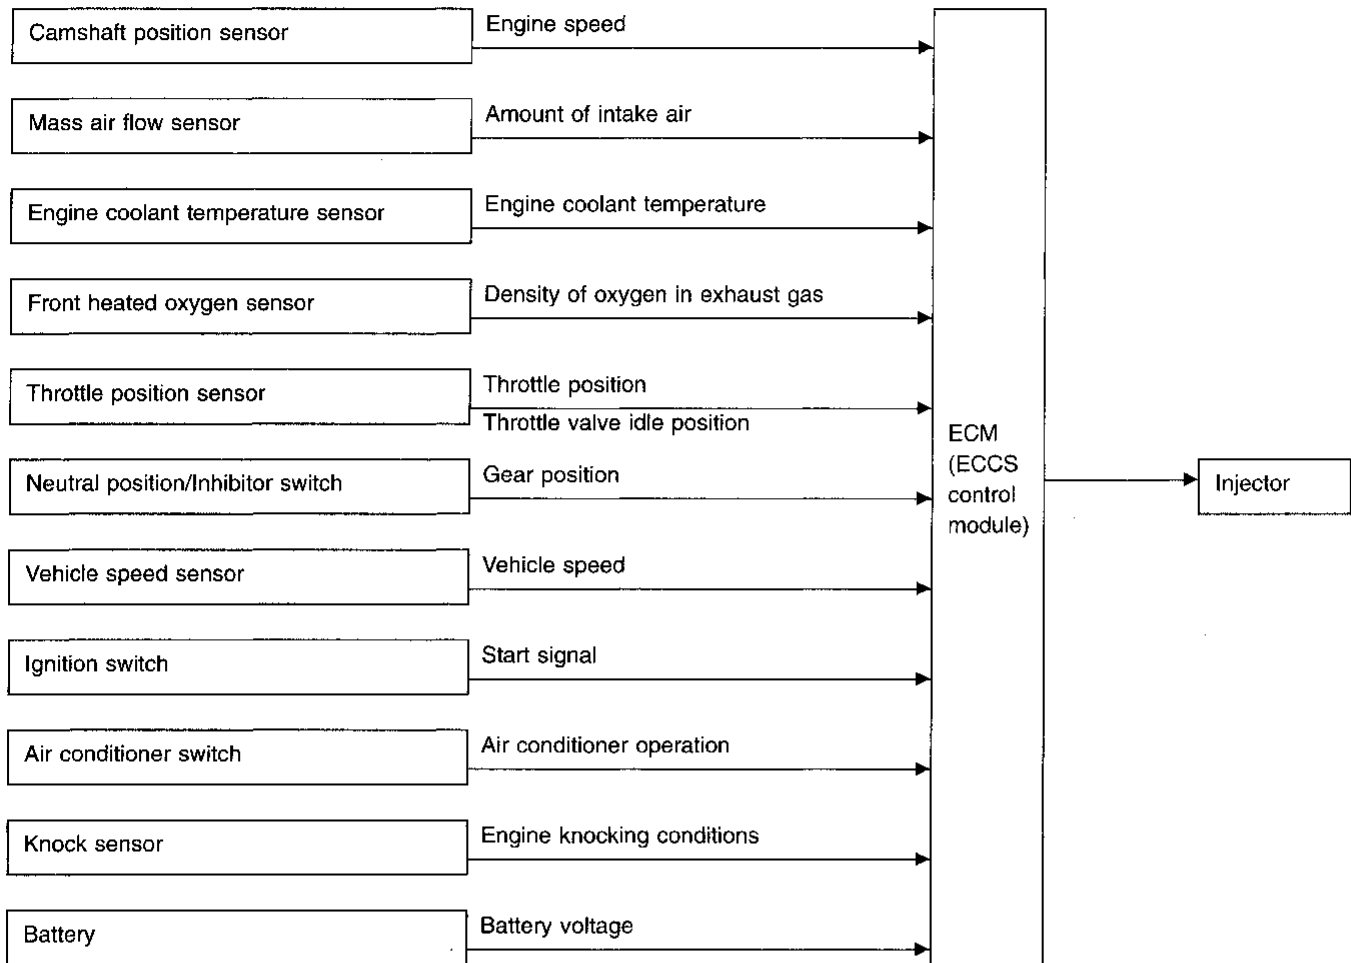 Camshaft position sensor
Engine speed
Mass air flow sensor
Amount of intake air
Engine coolant temperature sensor
Engine coolant temperature
Front heated oxygen sensor
Density of oxygen in exhaust gas
Throttle position sensor
Throttle position
Throttle valve idle position
Neutral position/Inhibitor switch
Gear position
Vehicle speed sensor
Vehicle speed
Ignition switch
Start signal
Air conditioner switch
Air conditioner operation
Knock sensor
Engine knocking conditions
Battery
Battery voltage
ECM
(ECCS
control
module)
Injector